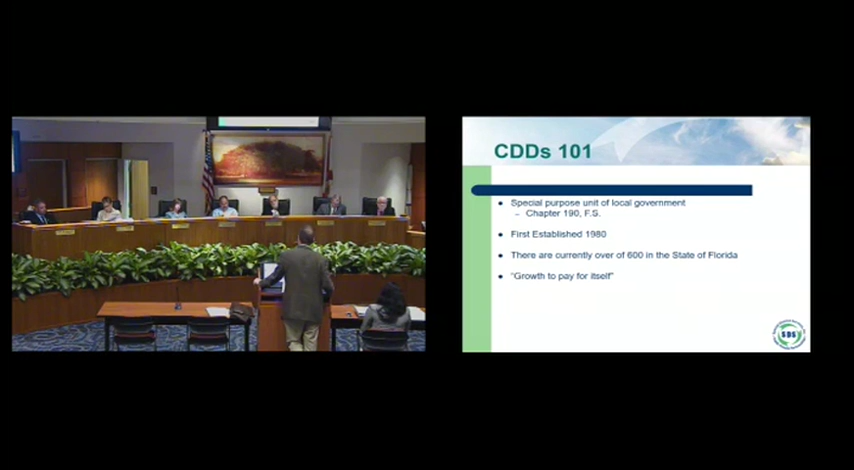 CDDs 101
Special purpose unit of local government
– Chapter 190, F.S.
First Established 1980
There are currently over of 600 in the State of Florida
"Growth to pay for itself"
SDS